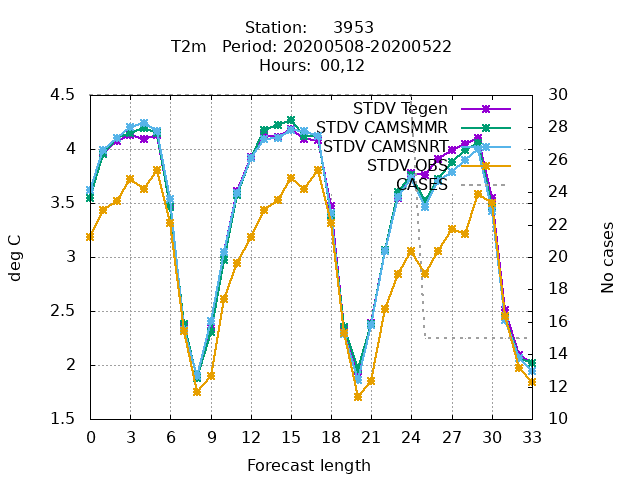 Station: 3953
T2m Period: 20200508-20200522
Hours: 00,12
STDV Tegen
STDV CAMSMMR
STDV CAMSNRT
STDV OBS
CASES
4.5
4
3.5
3
2.5
2
1.5
deg C
30
28
26
24
22
20
18
16
14
12
10
No cases
0 3 6 9 12 15 18 21 24 27 30 33
Forecast length